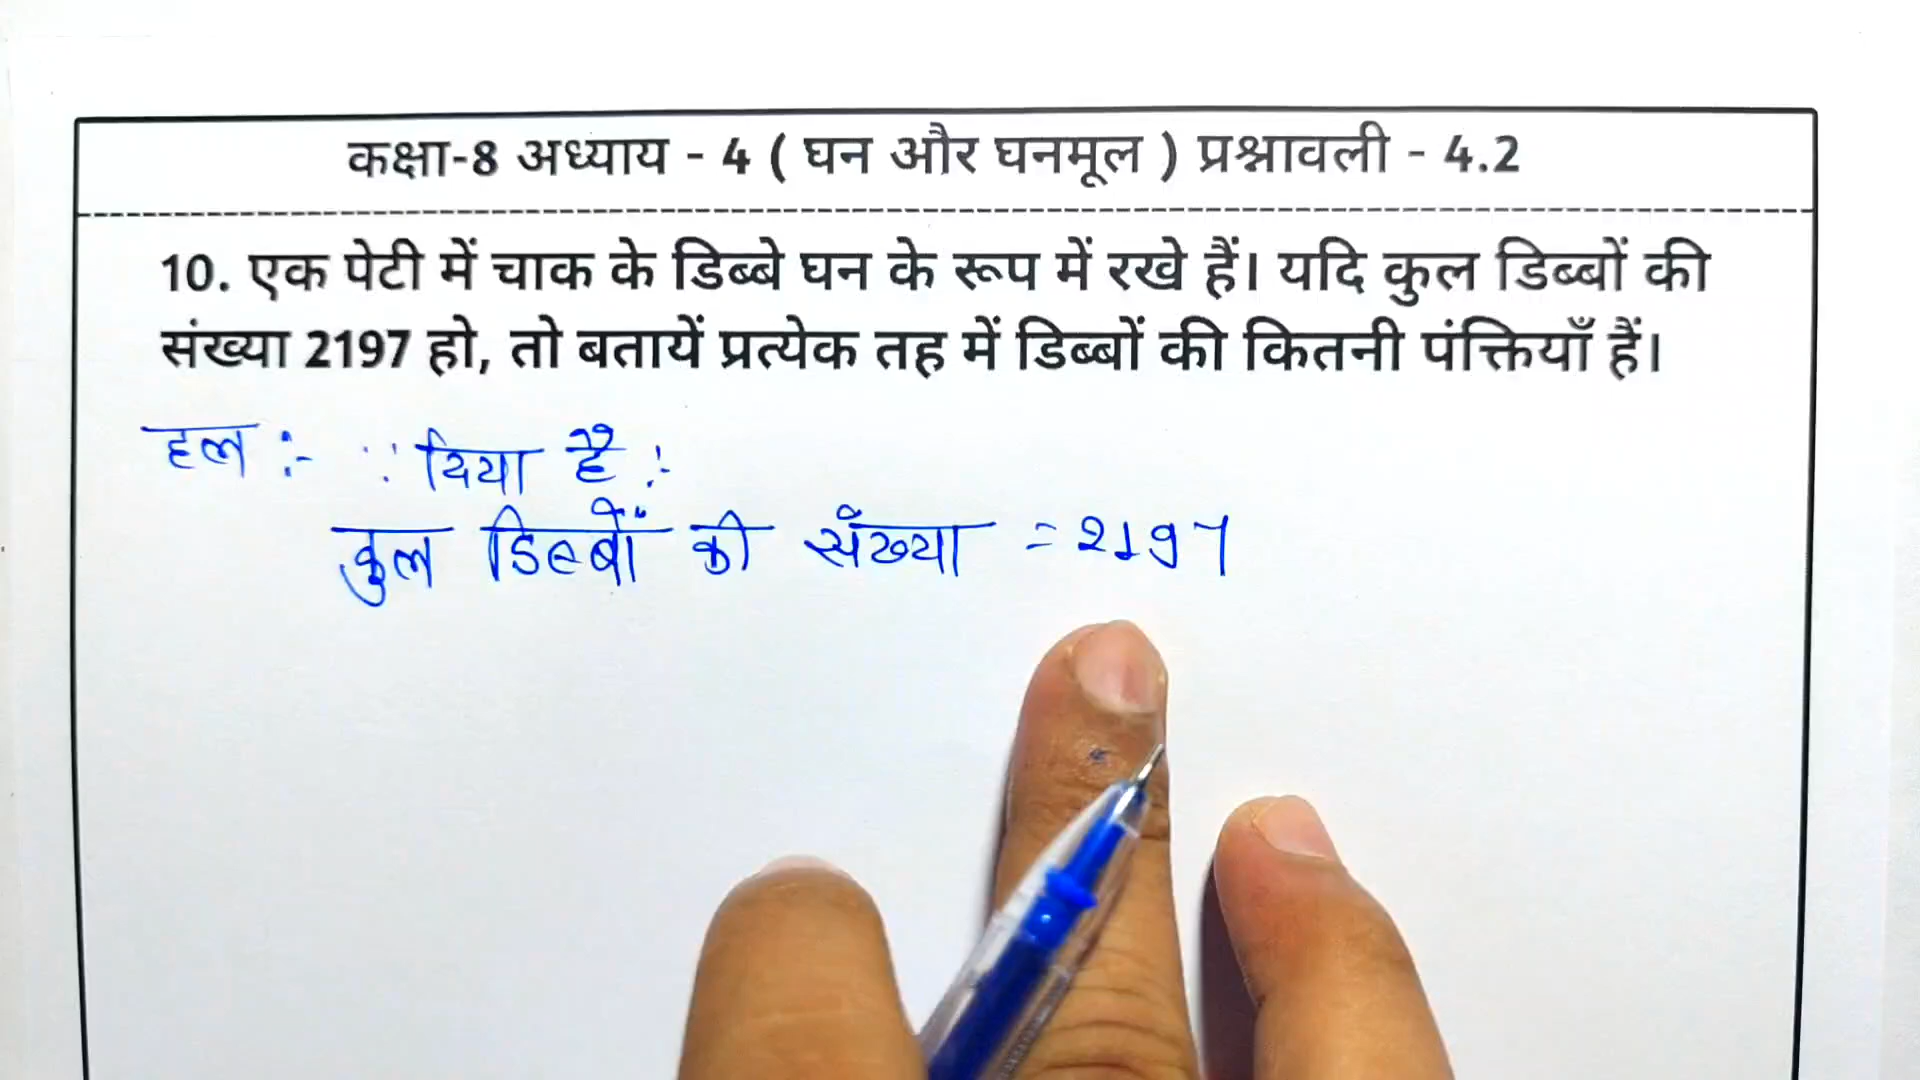 कक्षा-8 अध्याय - 4 ( घन और घनमूल ) प्रश्नावली - 4.2
10. एक पेटी में चाक के डिब्बे घन के रूप में रखे हैं। यदि कुल डिब्बों की
संख्या 2197 हो, तो बतायें प्रत्येक तह में डिब्बों की कितनी पंक्तियाँ हैं।
हल :- ∵ दिया है :-
कुल डिब्बों की संख्या = 2197